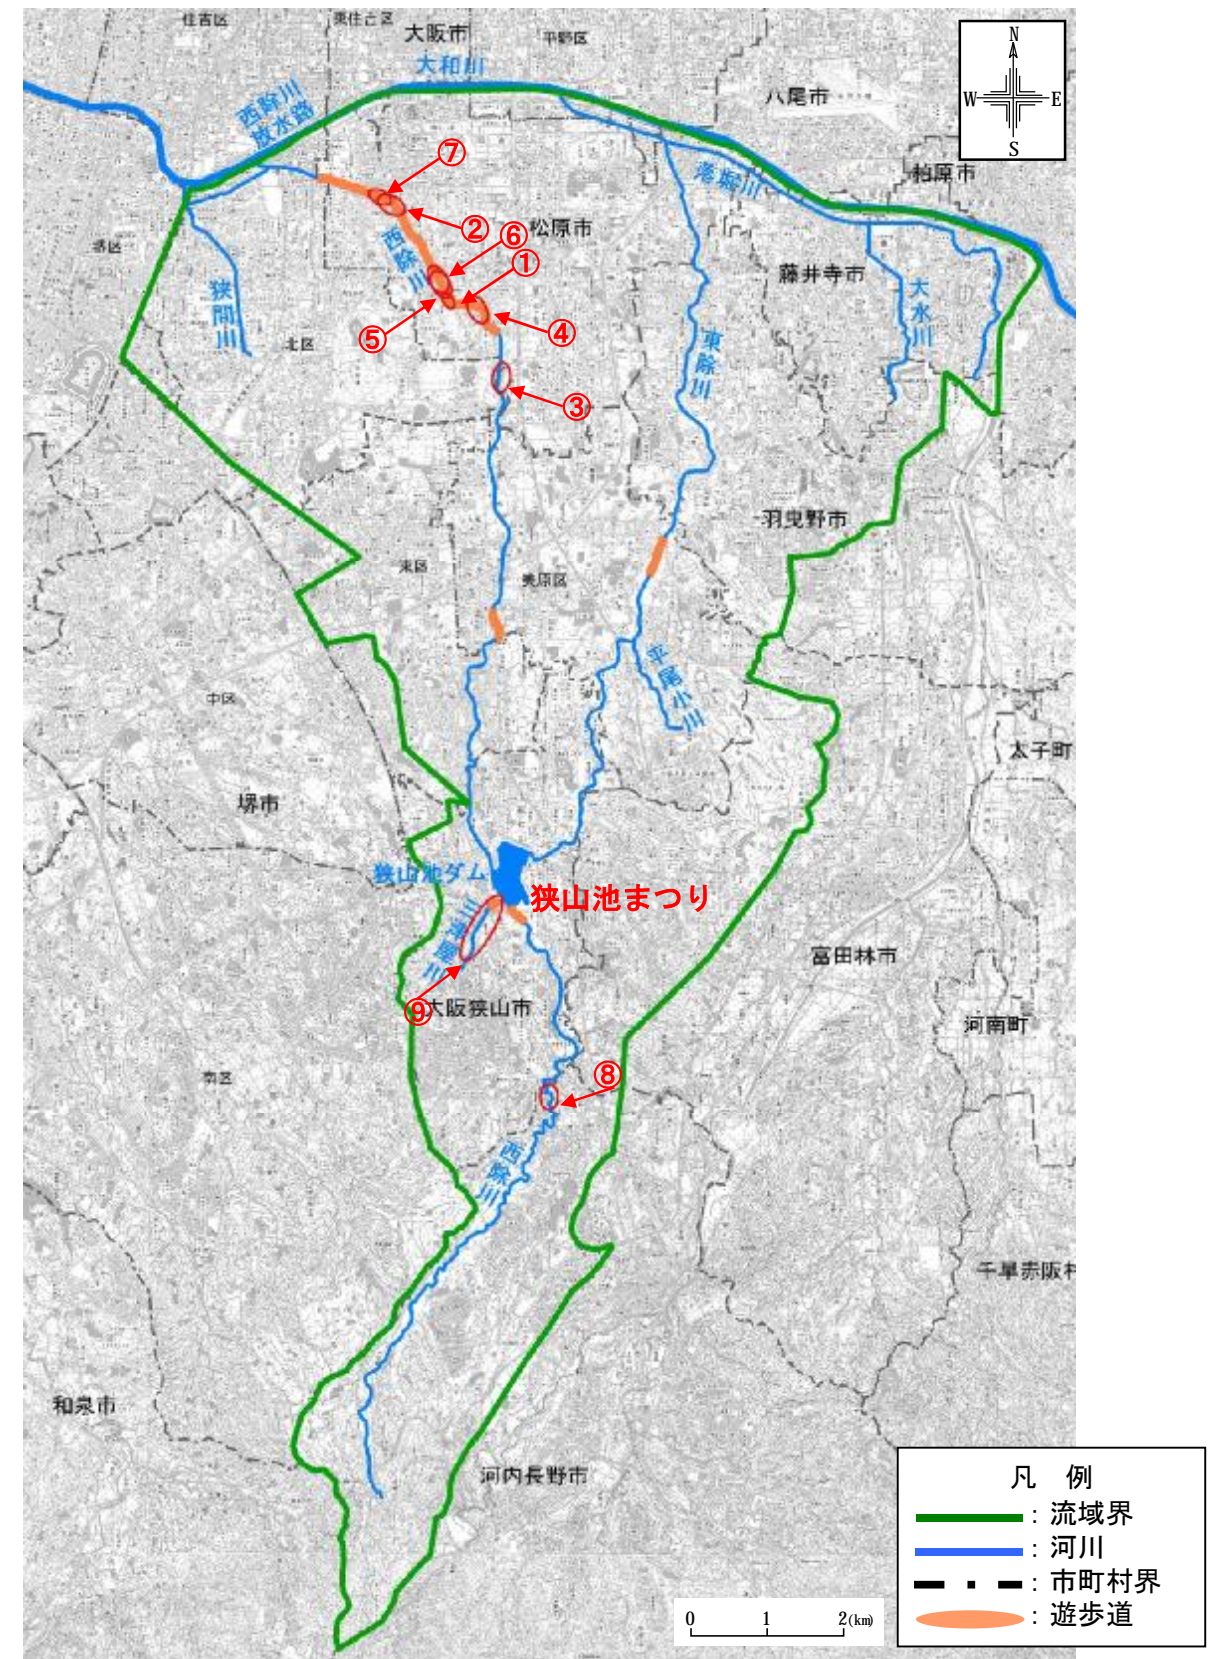 住吉区
東住吉区
大阪市
平野区
N
W
E
S
大和川
八尾市
西除川
放水路
柏原市
落堀川
⑦
②
松原市
⑥
①
堺区
西除川
藤井寺市
狭間川
大水川
北区
⑤
④
東除川
③
羽曳野市
東区
美原区
平尾小川
中区
太子町
堺市
狭山池ダム
狭山池まつり
三津屋川
富田林市
⑨
大阪狭山市
河南町
南区
⑧
西除川
千早赤阪村
和泉市
河内長野市
凡 例
: 流域界
: 河川
: 市町村界
: 遊歩道
0 1 2(km)